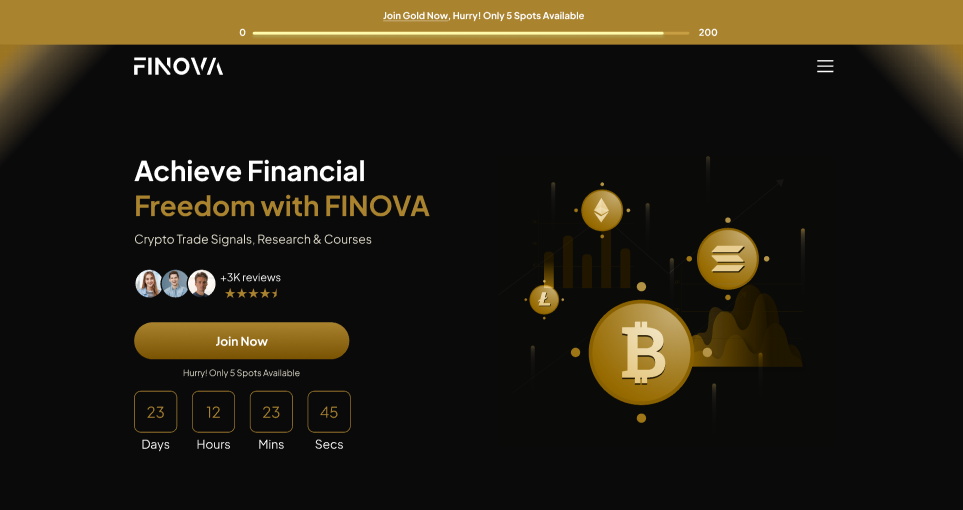 Join Gold Now, Hurry! Only 5 Spots Available
0 200
FINOVA
Achieve Financial
Freedom with FINOVA
Crypto Trade Signals, Research & Courses
+3K reviews
Join Now
Hurry! Only 5 Spots Available
23 12 23 45
Days Hours Mins Secs